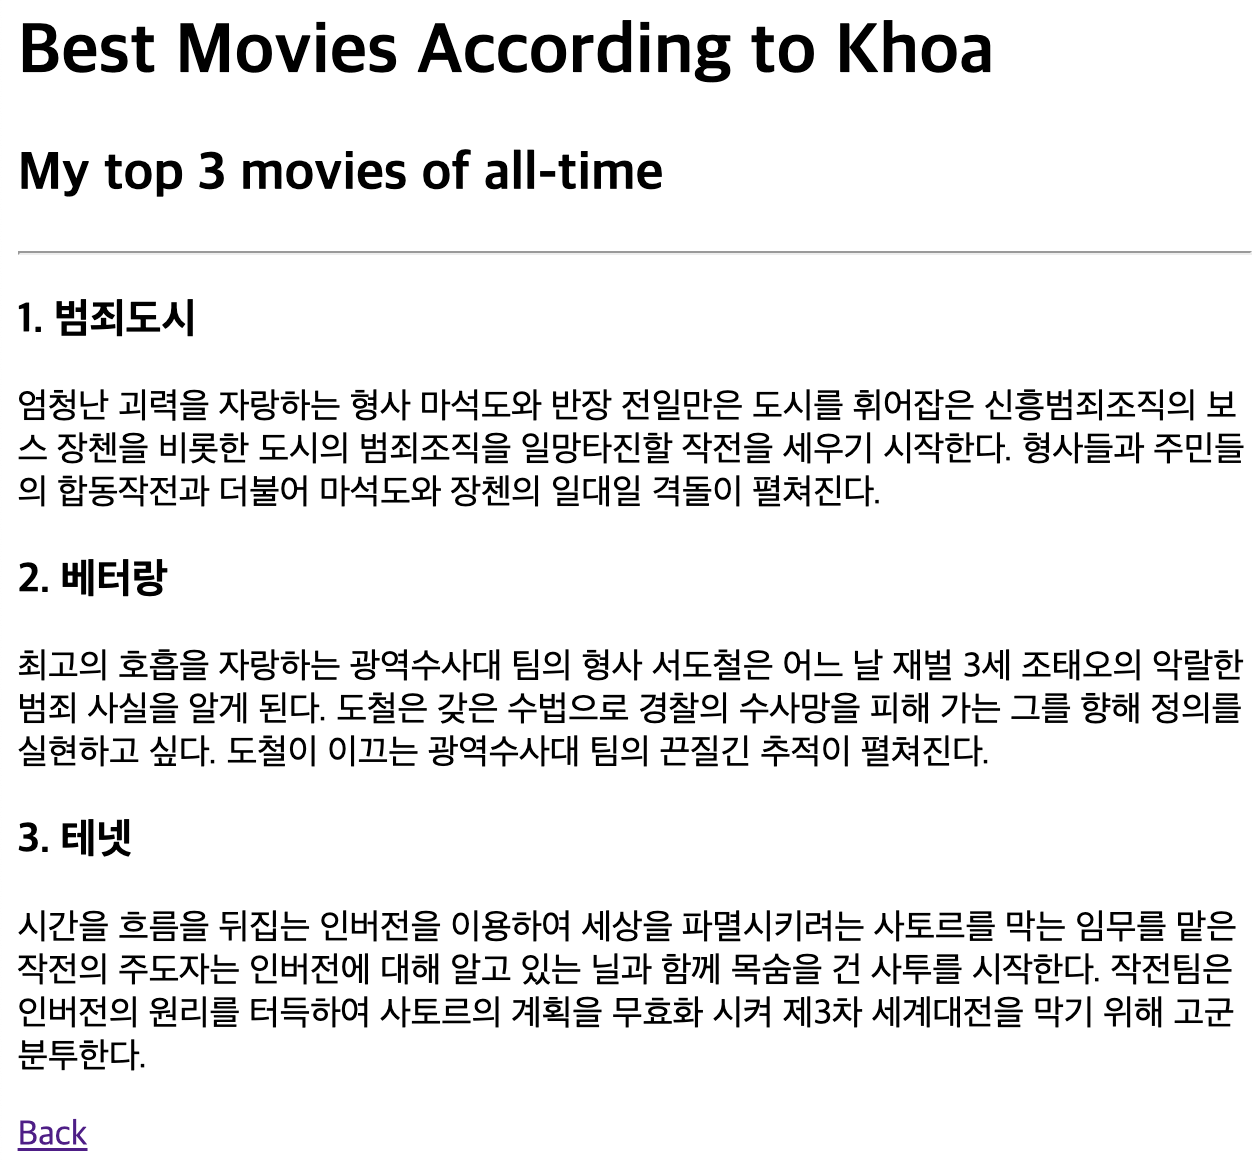 Best Movies According to Khoa
My top 3 movies of all-time
1. 범죄도시
엄청난 괴력을 자랑하는 형사 마석도와 반장 전일만은 도시를 휘어잡은 신흥범죄조직의 보
스 장첸을 비롯한 도시의 범죄조직을 일망타진할 작전을 세우기 시작한다. 형사들과 주민들
의 합동작전과 더불어 마석도와 장첸의 일대일 격돌이 펼쳐진다.
2. 베터랑
최고의 호흡을 자랑하는 광역수사대 팀의 형사 서도철은 어느 날 재벌 3세 조태오의 악랄한
범죄 사실을 알게 된다. 도철은 갖은 수법으로 경찰의 수사망을 피해 가는 그를 향해 정의를
실현하고 싶다. 도철이 이끄는 광역수사대 팀의 끈질긴 추적이 펼쳐진다.
3. 테넷
시간을 흐름을 뒤집는 인버전을 이용하여 세상을 파멸시키려는 사토르를 막는 임무를 맡은
작전의 주도자는 인버전에 대해 알고 있는 닐과 함께 목숨을 건 사투를 시작한다. 작전팀은
인버전의 원리를 터득하여 사토르의 계획을 무효화 시켜 제3차 세계대전을 막기 위해 고군
분투한다.
Back